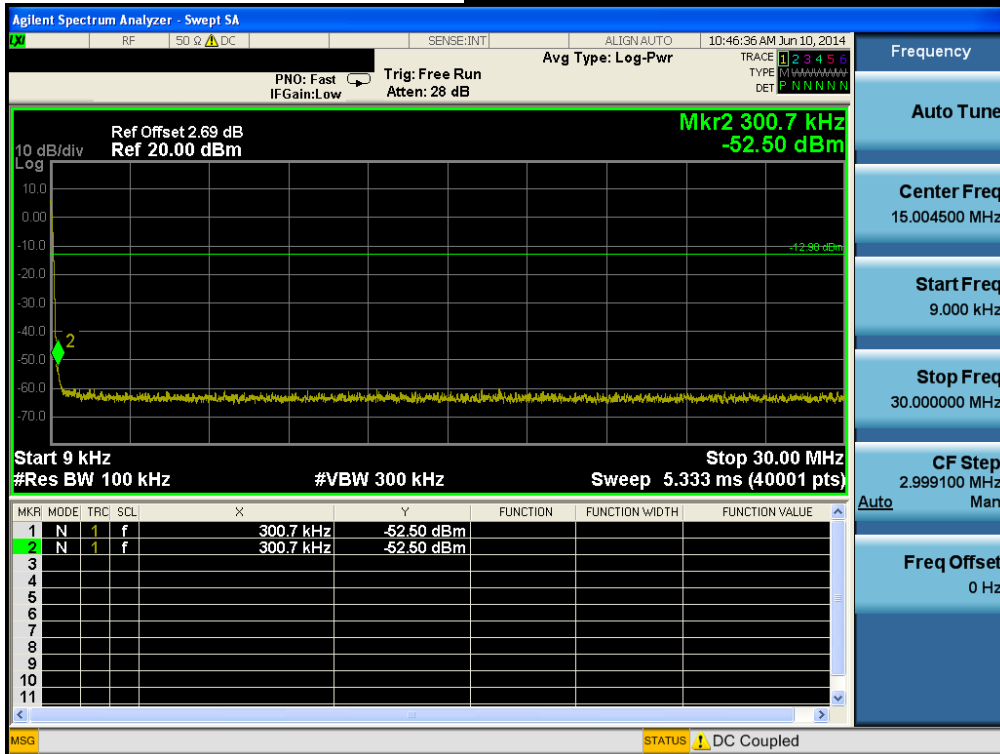 Agilent Spectrum Analyzer - Swept SA
LXI RF 50 Ω DC SENSE:INT ALIGN AUTO 10:46:36 AM Jun 10, 2014
Frequency
PNO: Fast
IFGain:Low
Trig: Free Run
Atten: 28 dB
Avg Type: Log-Pwr
TRACE 1 2 3 4 5 6
TYPE M
DET P N N N N N
Auto Tune
Mkr2 300.7 kHz
-52.50 dBm
Ref Offset 2.69 dB
10 dB/div Ref 20.00 dBm
Log
10.0
0.00
-10.0
-12.98 dBm
-20.0
-30.0
-40.0
2
-50.0
-60.0
-70.0
Start 9 kHz Stop 30.00 MHz
#Res BW 100 kHz #VBW 300 kHz Sweep 5.333 ms (40001 pts)
Center Freq
15.004500 MHz
Start Freq
9.000 kHz
Stop Freq
30.000000 MHz
CF Step
2.999100 MHz
Auto Man
Freq Offset
0 Hz
MKR MODE TRC SCL X Y FUNCTION FUNCTION WIDTH FUNCTION VALUE
1 N 1 f 300.7 kHz -52.50 dBm
2 N 1 f 300.7 kHz -52.50 dBm
3
4
5
6
7
8
9
10
11
MSG STATUS DC Coupled